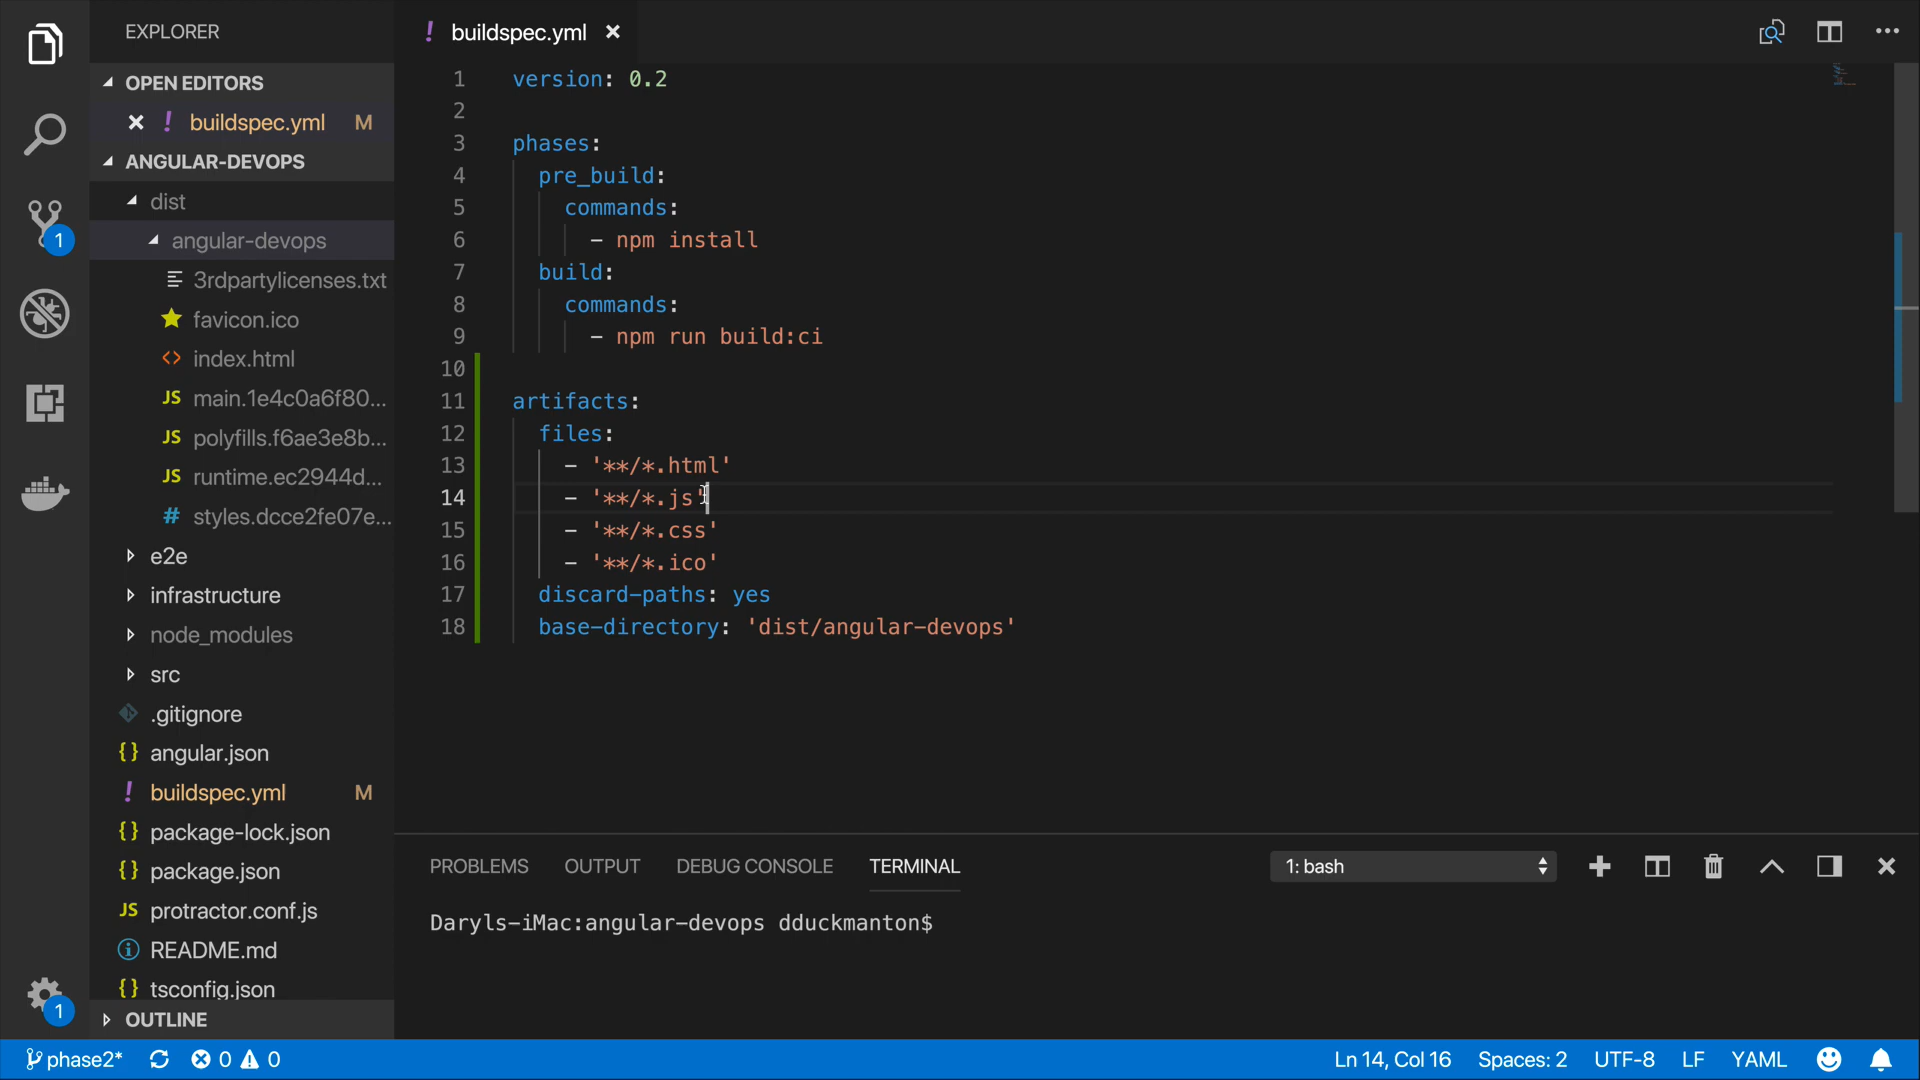 EXPLORER
OPEN EDITORS
! buildspec.yml M
ANGULAR-DEVOPS
dist
angular-devops
3rdpartylicenses.txt
favicon.ico
<> index.html
JS main.1e4c0a6f80...
JS polyfills.f6ae3e8b...
JS runtime.ec2944d...
# styles.dcce2fe07e...
e2e
infrastructure
node_modules
src
.gitignore
{} angular.json
! buildspec.yml M
{} package-lock.json
{} package.json
JS protractor.conf.js
README.md
{} tsconfig.json
OUTLINE
1
1
! buildspec.yml
1 version: 0.2
2
3 phases:
4 pre_build:
5 commands:
6 - npm install
7 build:
8 commands:
9 - npm run build:ci
10
11 artifacts:
12 files:
13 - '**/*.html'
14 - '**/*.js'
15 - '**/*.css'
16 - '**/*.ico'
17 discard-paths: yes
18 base-directory: 'dist/angular-devops'
PROBLEMS OUTPUT DEBUG CONSOLE TERMINAL 1: bash
Daryls-iMac:angular-devops dduckmanton$
phase2* 0 0 Ln 14, Col 16 Spaces: 2 UTF-8 LF YAML